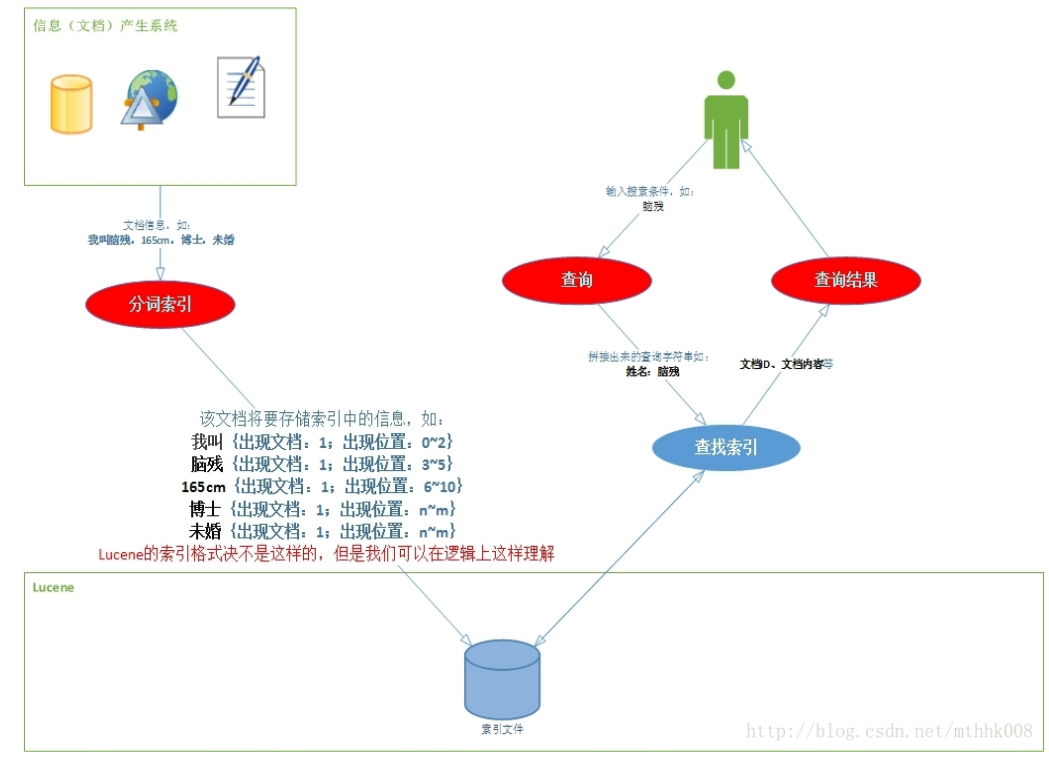 信息（文档）产生系统
文档信息，如：
我叫脑残，165cm，博士，未婚
分词索引
输入搜素条件，如：
脑残
查询
查询结果
拼接出来的查询字符串如：
姓名：脑残
文档ID、文档内容等
查找索引
该文档将要存储索引中的信息，如：
我叫｛出现文档：1；出现位置：0~2｝
脑残｛出现文档：1；出现位置：3~5｝
165cm｛出现文档：1；出现位置：6~10｝
博士｛出现文档：1；出现位置：n~m｝
未婚｛出现文档：1；出现位置：n~m｝
Lucene的索引格式决不是这样的，但是我们可以在逻辑上这样理解
Lucene
索引文件
http://blog.csdn.net/mthhk008